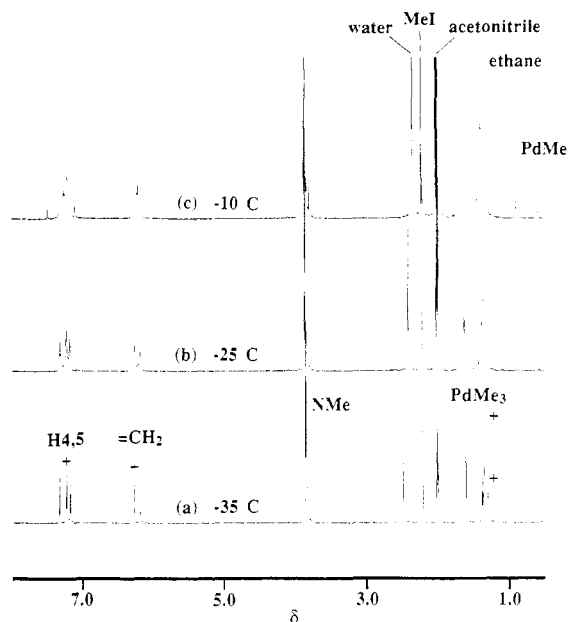 MeI
water acetonitrile
ethane
PdMe
(c) -10 C
(b) -25 C
NMe
PdMe3
+
H4,5 =CH2
+ + +
(a) -35 C
7.0 5.0 3.0 1.0
δ